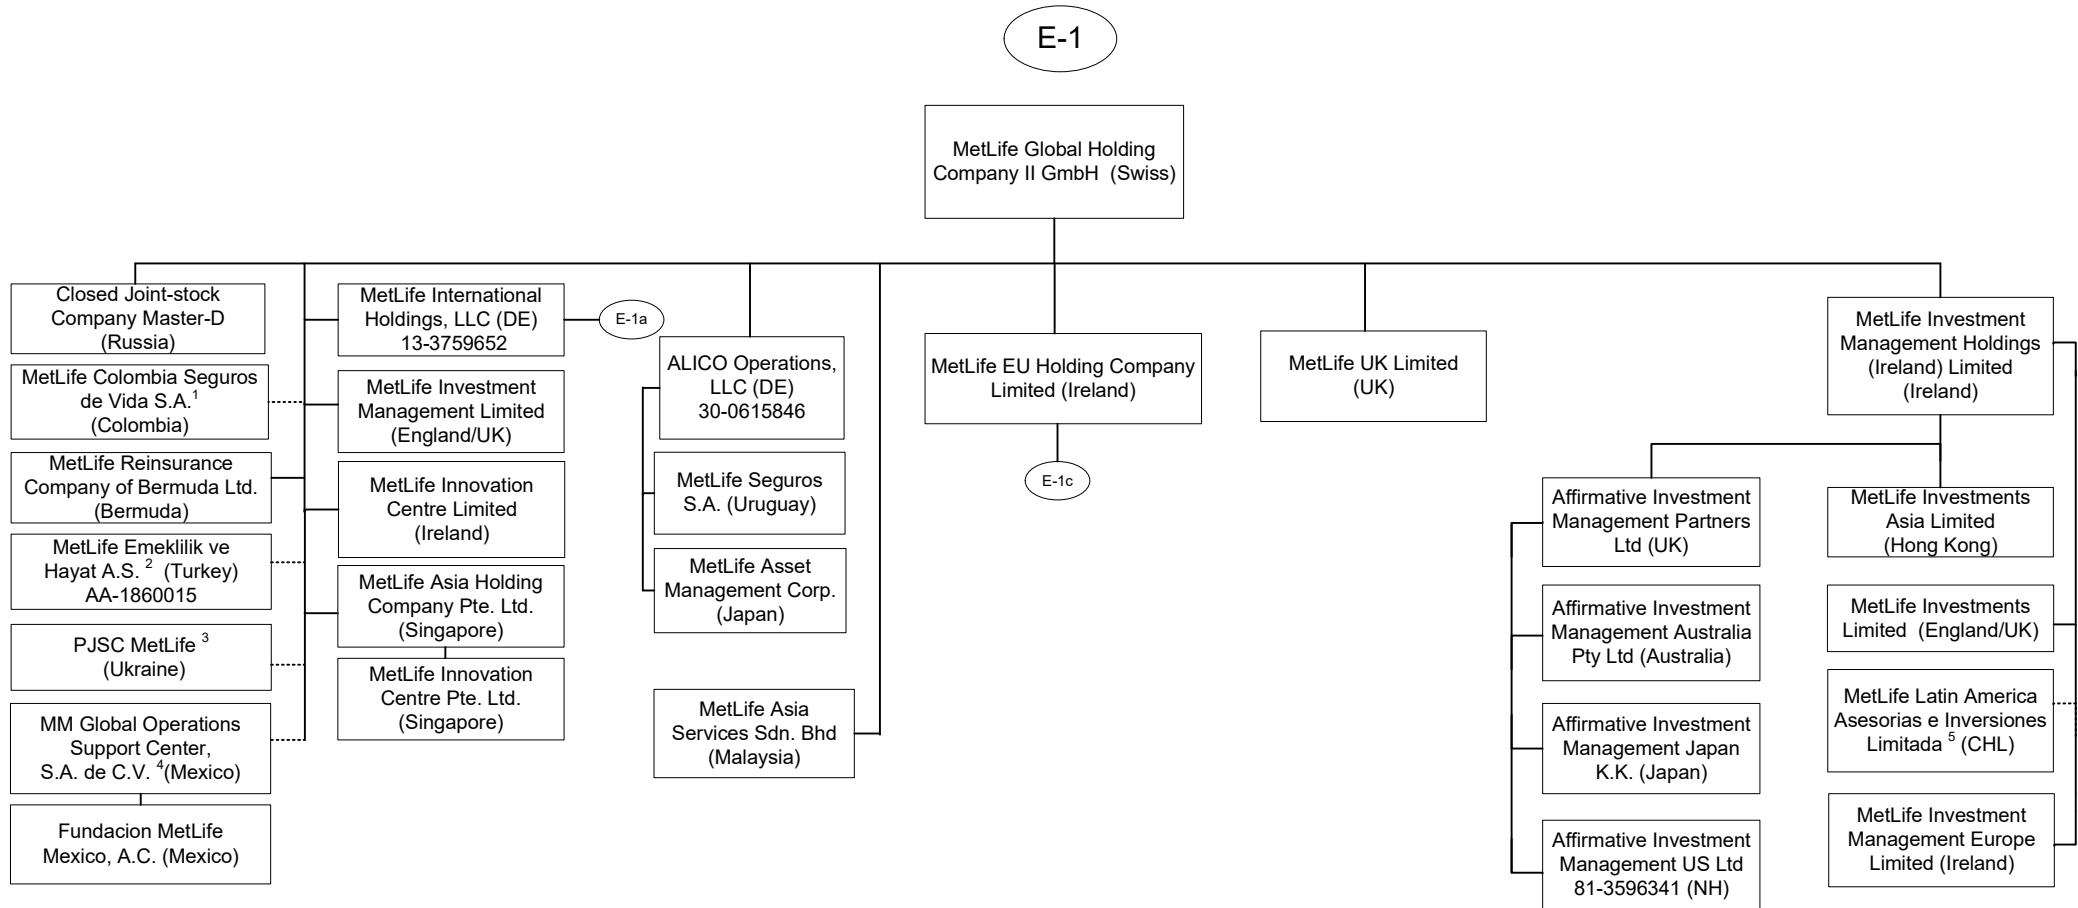 E-1
MetLife Global Holding
Company II GmbH (Swiss)
Closed Joint-stock
Company Master-D
(Russia)
MetLife Colombia Seguros
de Vida S.A.1
(Colombia)
MetLife Reinsurance
Company of Bermuda Ltd.
(Bermuda)
MetLife Emeklilik ve
Hayat A.S. 2 (Turkey)
AA-1860015
PJSC MetLife 3
(Ukraine)
MM Global Operations
Support Center,
S.A. de C.V. 4(Mexico)
Fundacion MetLife
Mexico, A.C. (Mexico)
MetLife International
Holdings, LLC (DE)
13-3759652
E-1a
MetLife Investment
Management Limited
(England/UK)
MetLife Innovation
Centre Limited
(Ireland)
MetLife Asia Holding
Company Pte. Ltd.
(Singapore)
MetLife Innovation
Centre Pte. Ltd.
(Singapore)
ALICO Operations,
LLC (DE)
30-0615846
MetLife Seguros
S.A. (Uruguay)
MetLife Asset
Management Corp.
(Japan)
MetLife Asia
Services Sdn. Bhd
(Malaysia)
MetLife EU Holding Company
Limited (Ireland)
E-1c
MetLife UK Limited
(UK)
MetLife Investment
Management Holdings
(Ireland) Limited
(Ireland)
Affirmative Investment
Management Partners
Ltd (UK)
Affirmative Investment
Management Australia
Pty Ltd (Australia)
Affirmative Investment
Management Japan
K.K. (Japan)
Affirmative Investment
Management US Ltd
81-3596341 (NH)
MetLife Investments
Asia Limited
(Hong Kong)
MetLife Investments
Limited (England/UK)
MetLife Latin America
Asesorias e Inversiones
Limitada 5 (CHL)
MetLife Investment
Management Europe
Limited (Ireland)